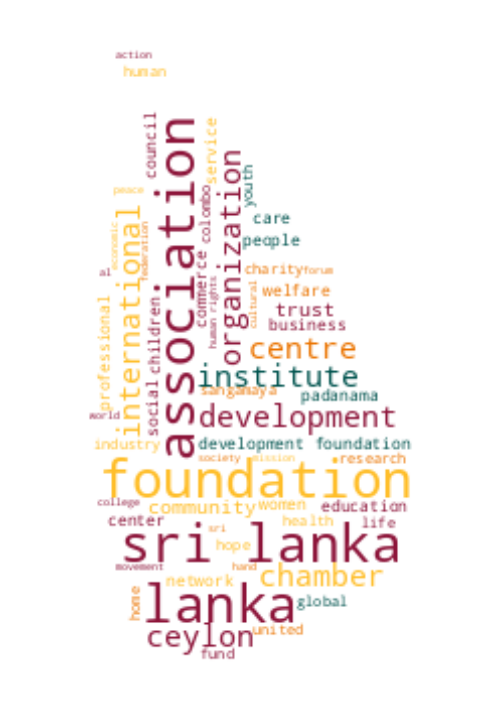 action
human
council
association
service
organization
youth
colombo
peace
international
economic
federation
care
people
al
commerce
human rights
cultural
charity
forum
welfare
professional
social
children
trust
business
centre
institute
sangamaya
padanama
world
development
industry
development foundation
society
mission
research
foundation
college
community
women
education
center
sri
health
life
sri lanka
hope
movement
hand
network
chamber
home
lanka
global
ceylon
united
fund